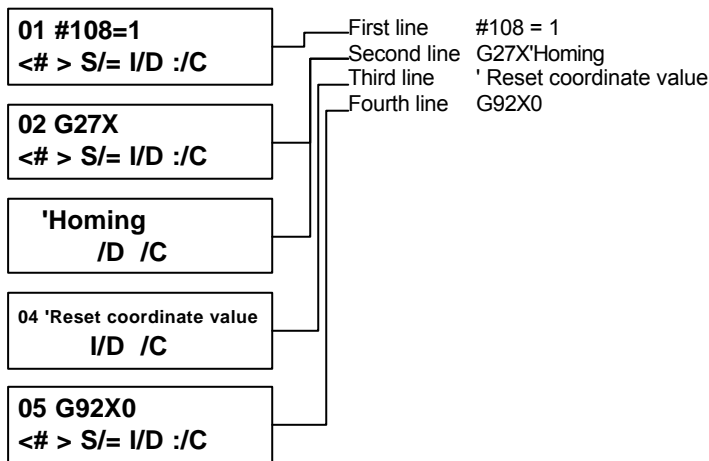 01 #108=1
<# > S/= I/D :/C
02 G27X
<# > S/= I/D :/C
'Homing
/D /C
04 'Reset coordinate value
I/D /C
05 G92X0
<# > S/= I/D :/C
First line #108 = 1
Second line G27X'Homing
Third line ' Reset coordinate value
Fourth line G92X0